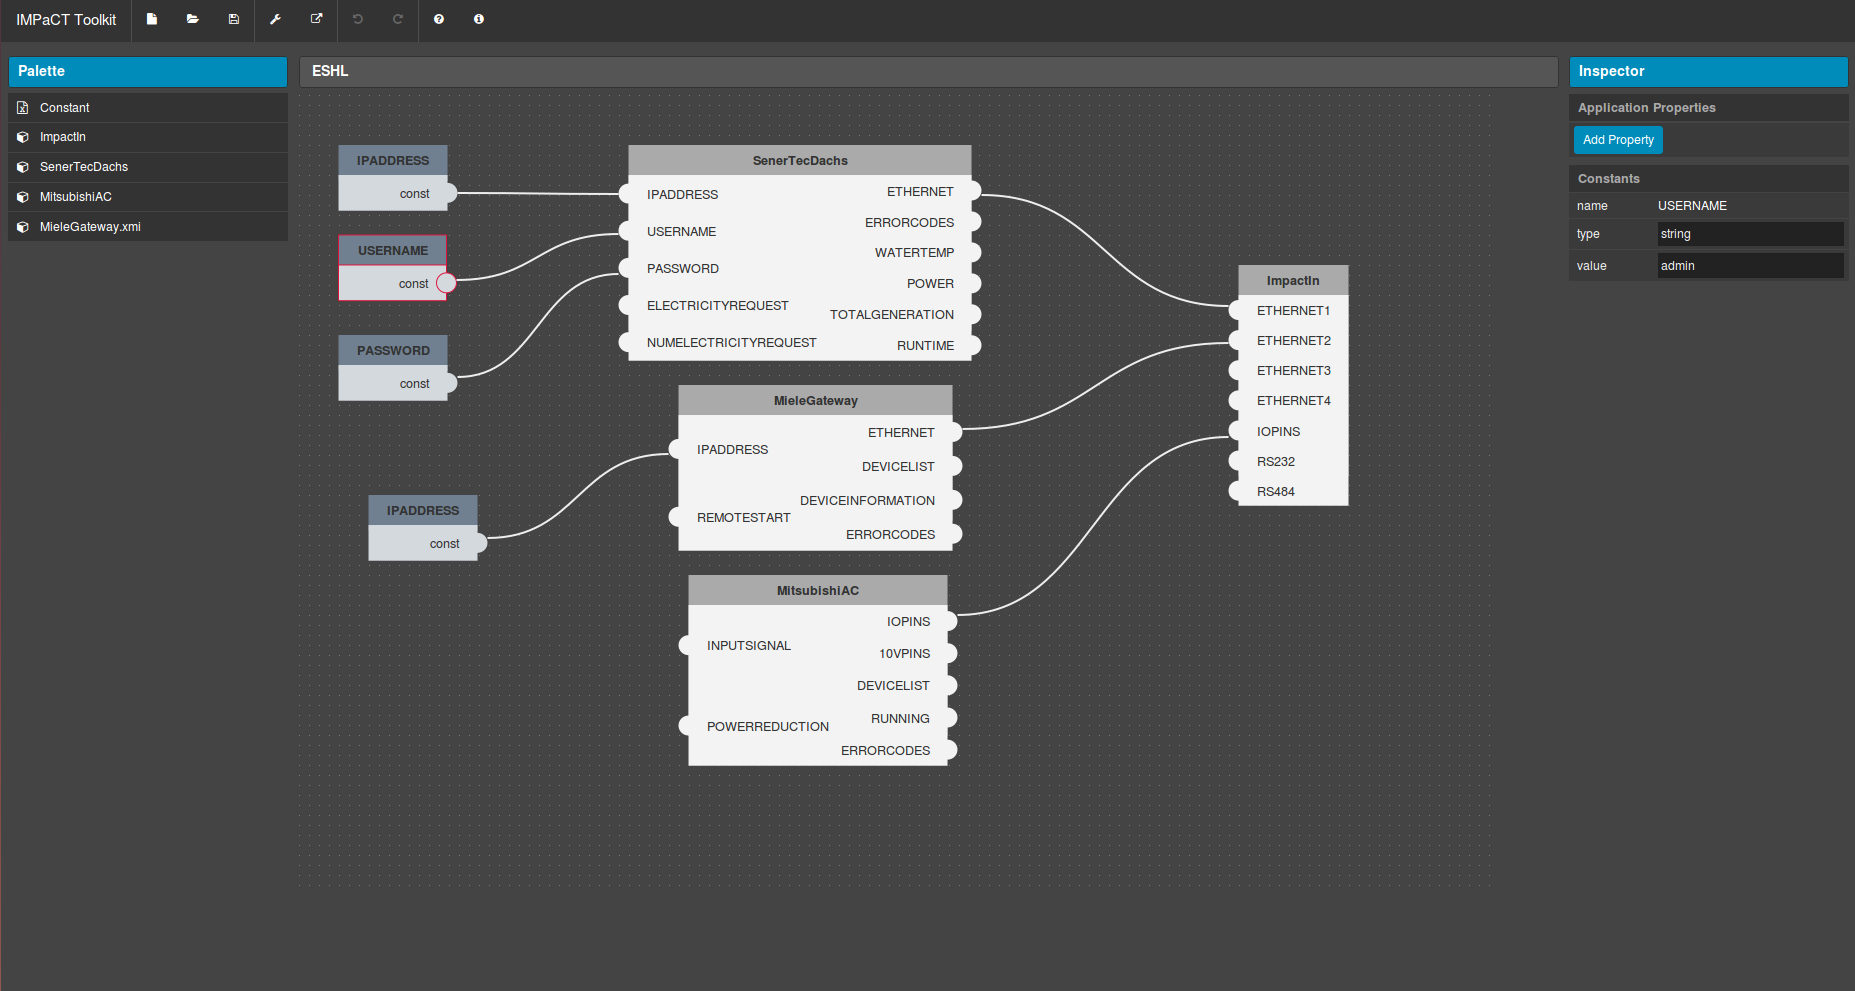 IMPaCT Toolkit
Palette
Constant
ImpactIn
SenerTecDachs
MitsubishiAC
MieleGateway.xmi
ESHL
IPADDRESS
const
USERNAME
const
PASSWORD
const
IPADDRESS
const
SenerTecDachs
IPADDRESS
USERNAME
PASSWORD
ELECTRICITYREQUEST
NUMELECTRICITYREQUEST
ETHERNET
ERRORCODES
WATERTEMP
POWER
TOTALGENERATION
RUNTIME
MieleGateway
IPADDRESS
REMOTESTART
ETHERNET
DEVICELIST
DEVICEINFORMATION
ERRORCODES
MitsubishiAC
INPUTSIGNAL
POWERREDUCTION
IOPINS
10VPINS
DEVICELIST
RUNNING
ERRORCODES
ImpactIn
ETHERNET1
ETHERNET2
ETHERNET3
ETHERNET4
IOPINS
RS232
RS484
Inspector
Application Properties
Add Property
Constants
name USERNAME
type string
value admin